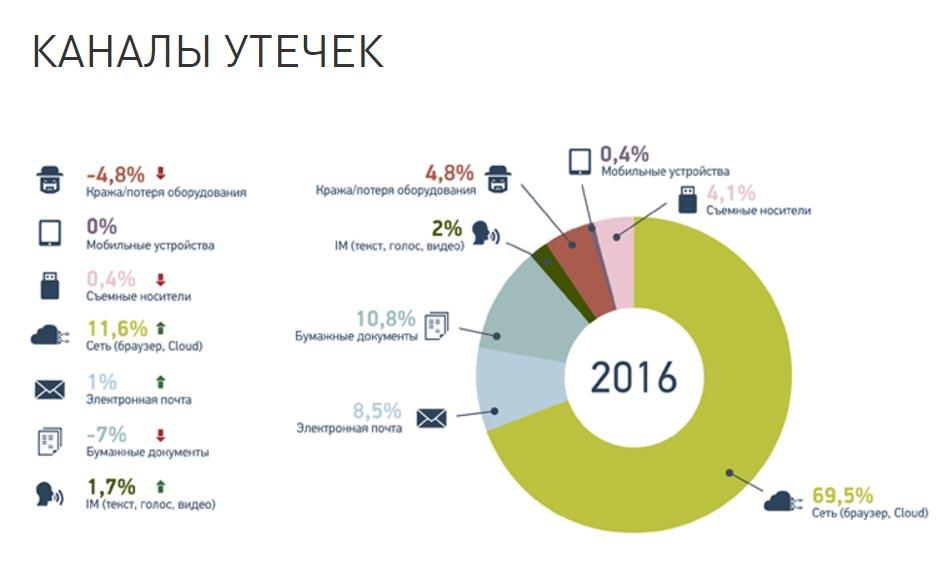 КАНАЛЫ УТЕЧЕК
-4,8%
Кража/потеря оборудования
0%
Мобильные устройства
0,4%
Съемные носители
11,6%
Сеть (браузер, Cloud)
1%
Электронная почта
-7%
Бумажные документы
1,7%
IM (текст, голос, видео)
4,8%
Кража/потеря оборудования
2%
IM (текст, голос, видео)
10,8%
Бумажные документы
8,5%
Электронная почта
0,4%
Мобильные устройства
4,1%
Съемные носители
2016
69,5%
Сеть (браузер, Cloud)